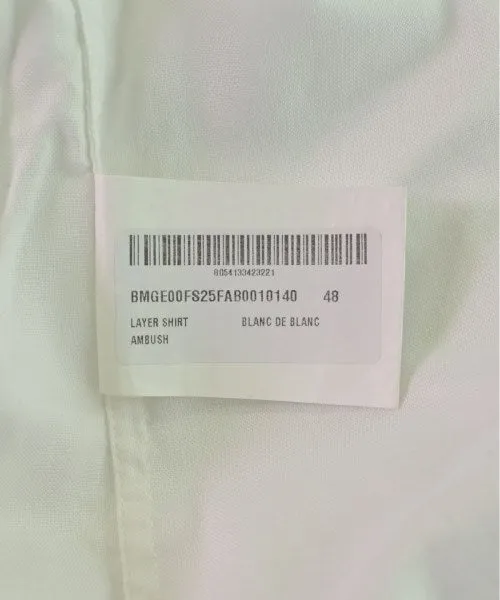 8054133423221
BMGE00FS25FAB0010140 48
LAYER SHIRT BLANC DE BLANC
AMBUSH